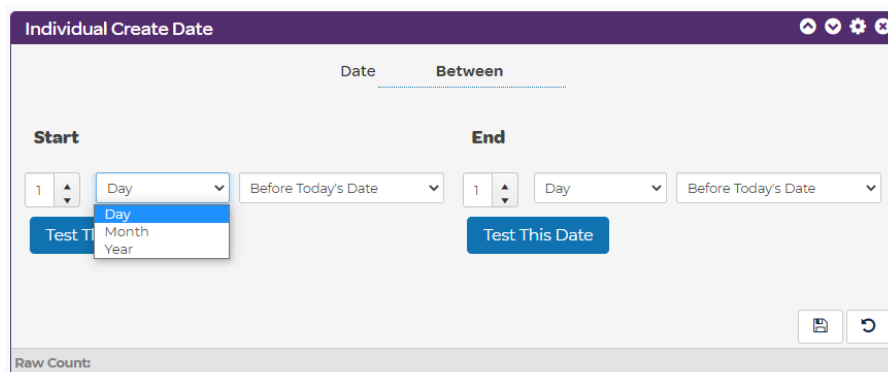 Individual Create Date
Date Between
Start End
1 Day Before Today's Date 1 Day Before Today's Date
Day
Month
Year
Test Th Test This Date
Raw Count: